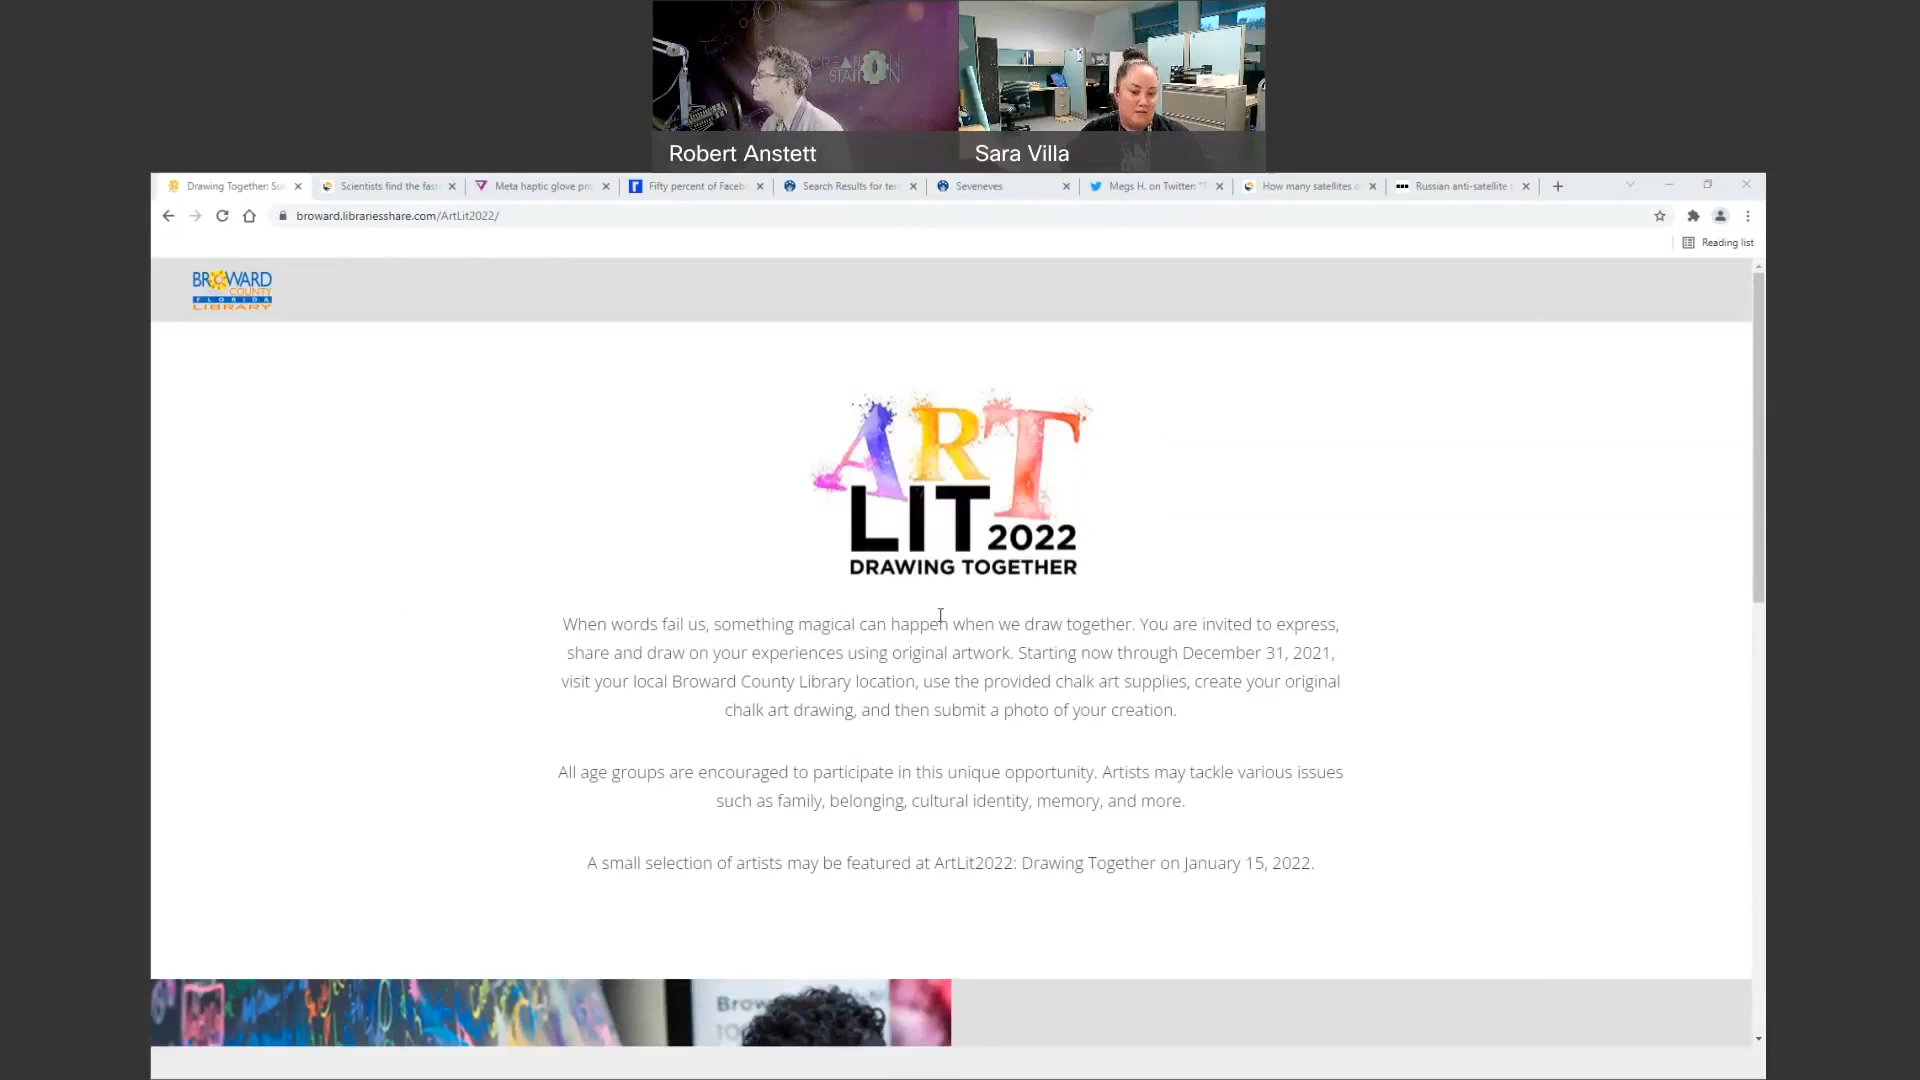 CREATION
STATION
Robert Anstett
Sara Villa
Drawing Together: Su
Scientists find the fas
Meta haptic glove pr
Fifty percent of Faceb
Search Results for ter
Seveneves
Megs H. on Twitter: "T
How many satellites o
Russian anti-satellite
broward.librariesshare.com/ArtLit2022/
Reading list
BROWARD
COUNTY
FLORIDA
LIBRARY
ART
LIT 2022
DRAWING TOGETHER
When words fail us, something magical can happen when we draw together. You are invited to express,
share and draw on your experiences using original artwork. Starting now through December 31, 2021,
visit your local Broward County Library location, use the provided chalk art supplies, create your original
chalk art drawing, and then submit a photo of your creation.
All age groups are encouraged to participate in this unique opportunity. Artists may tackle various issues
such as family, belonging, cultural identity, memory, and more.
A small selection of artists may be featured at ArtLit2022: Drawing Together on January 15, 2022.
Brow
100